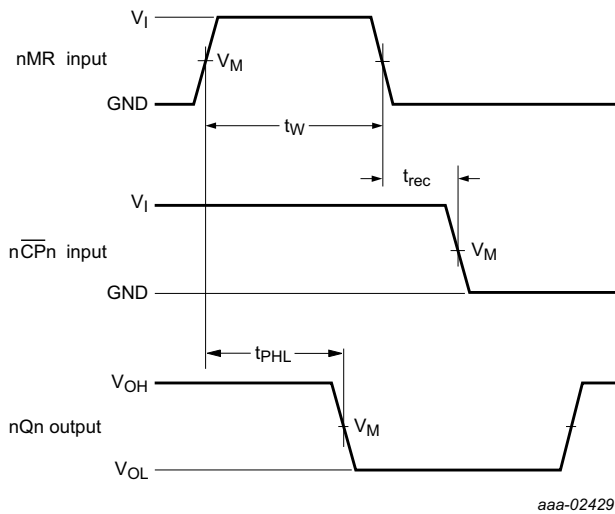 V_I
nMR input
V_M
GND
t_W
t_rec
V_I
nC̅P̅n input
V_M
GND
t_PHL
V_OH
nQn output
V_M
V_OL
aaa-02429